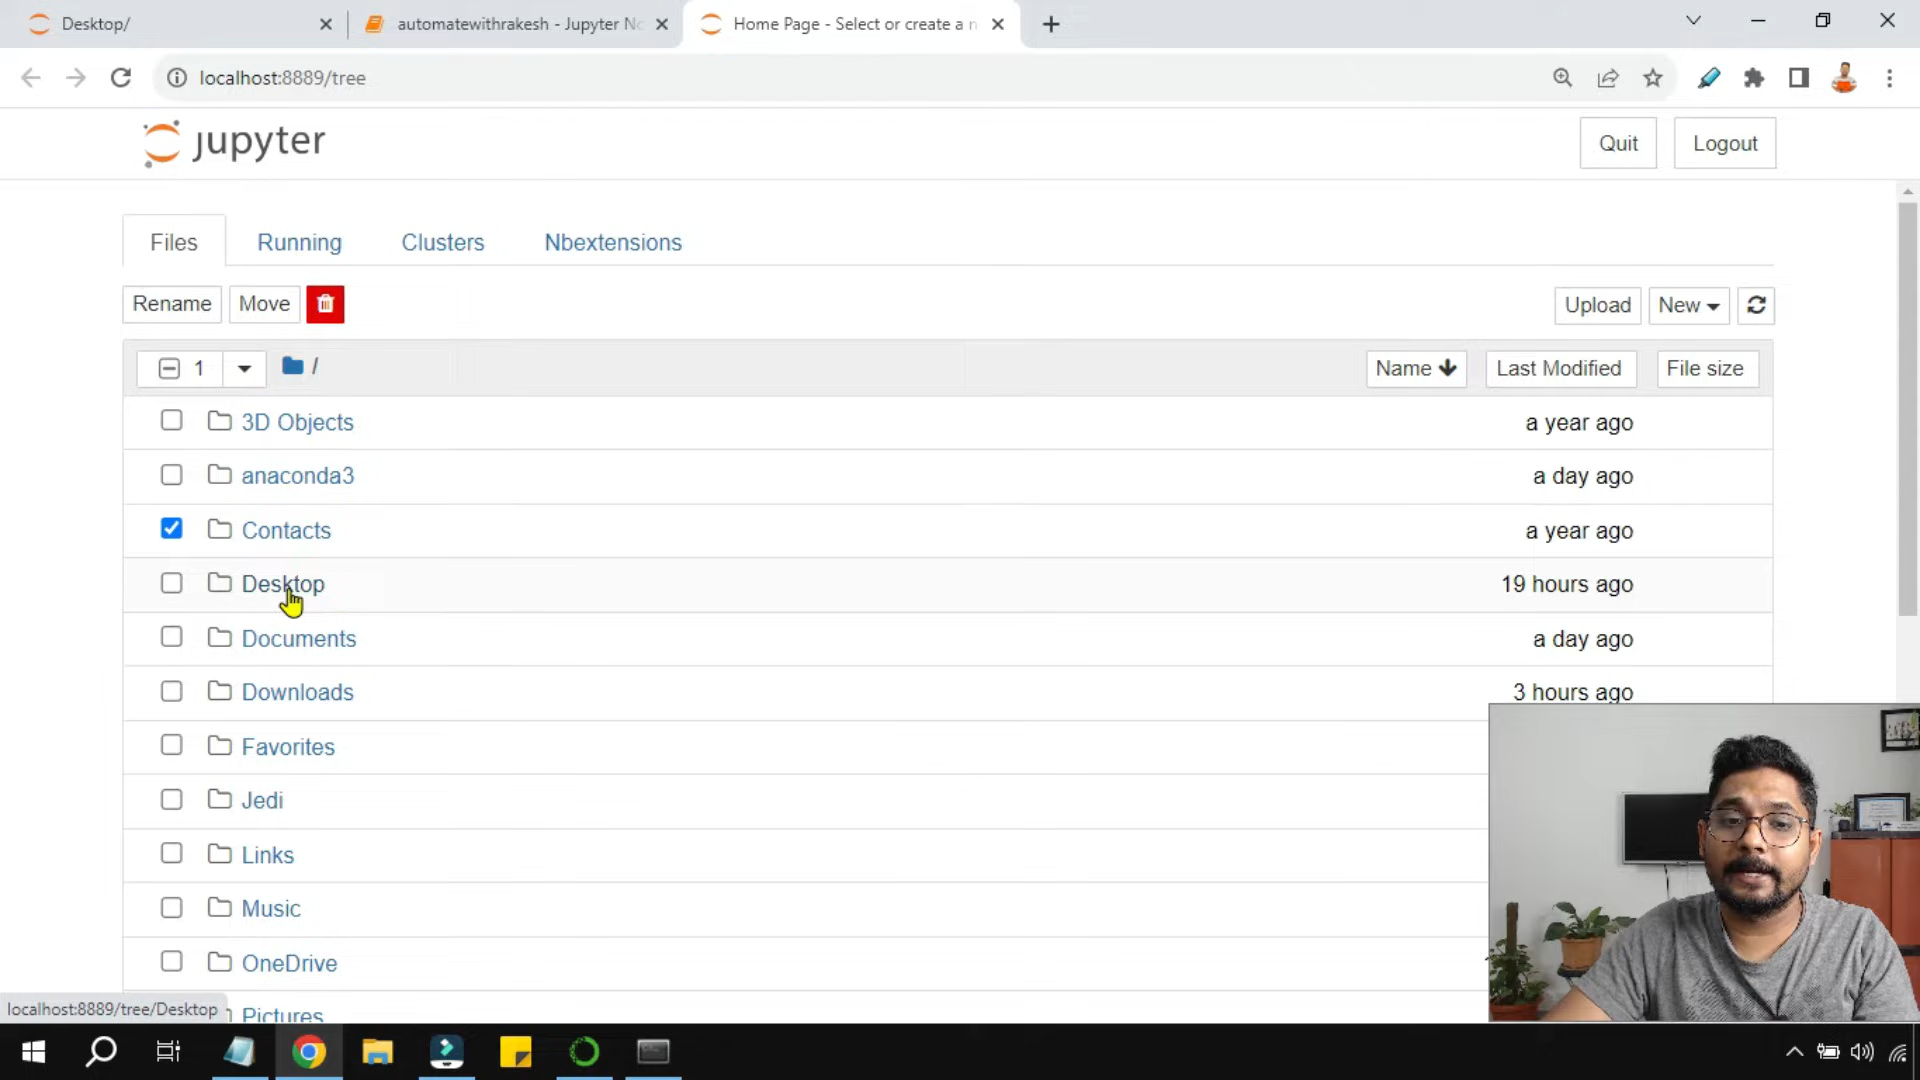 Desktop/
automatewithrakesh - Jupyter No
Home Page - Select or create a n
localhost:8889/tree
jupyter
Quit
Logout
Files
Running
Clusters
Nbextensions
Rename
Move
Upload
New
1
/
Name
Last Modified
File size
3D Objects
a year ago
anaconda3
a day ago
Contacts
a year ago
Desktop
19 hours ago
Documents
a day ago
Downloads
3 hours ago
Favorites
Jedi
Links
Music
OneDrive
localhost:8889/tree/Desktop
Pictures